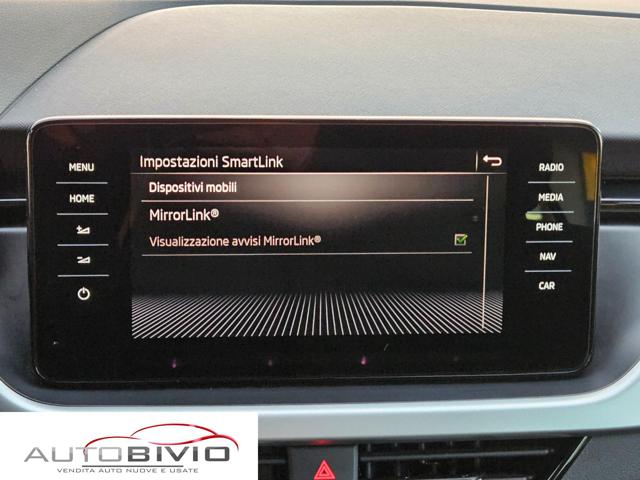 Impostazioni SmartLink
Dispositivi mobili
MirrorLink®
Visualizzazione avvisi MirrorLink®
MENU
HOME
RADIO
MEDIA
PHONE
NAV
CAR
AUTOBIVIO
VENDITA AUTO NUOVE E USATE